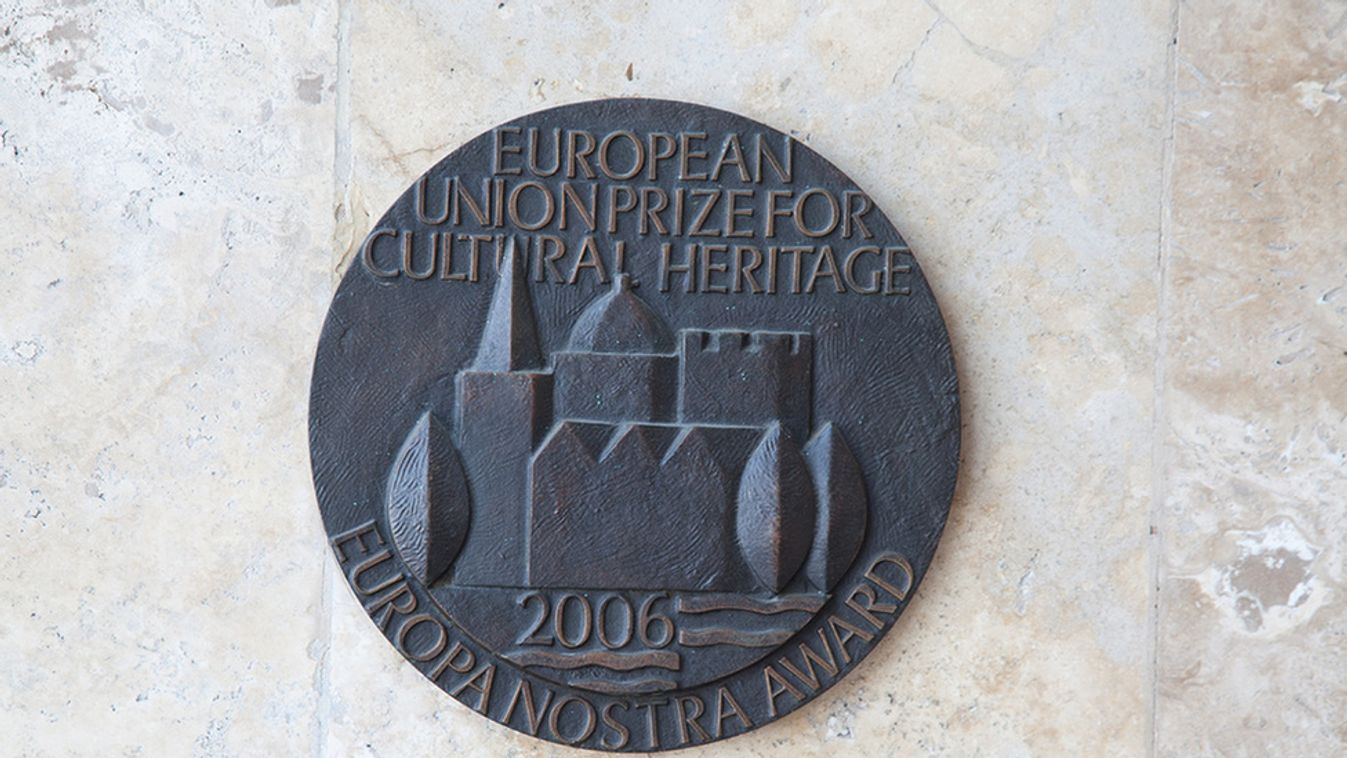 EUROPEAN
UNION PRIZE FOR
CULTURAL HERITAGE
2006
EUROPA NOSTRA AWARD